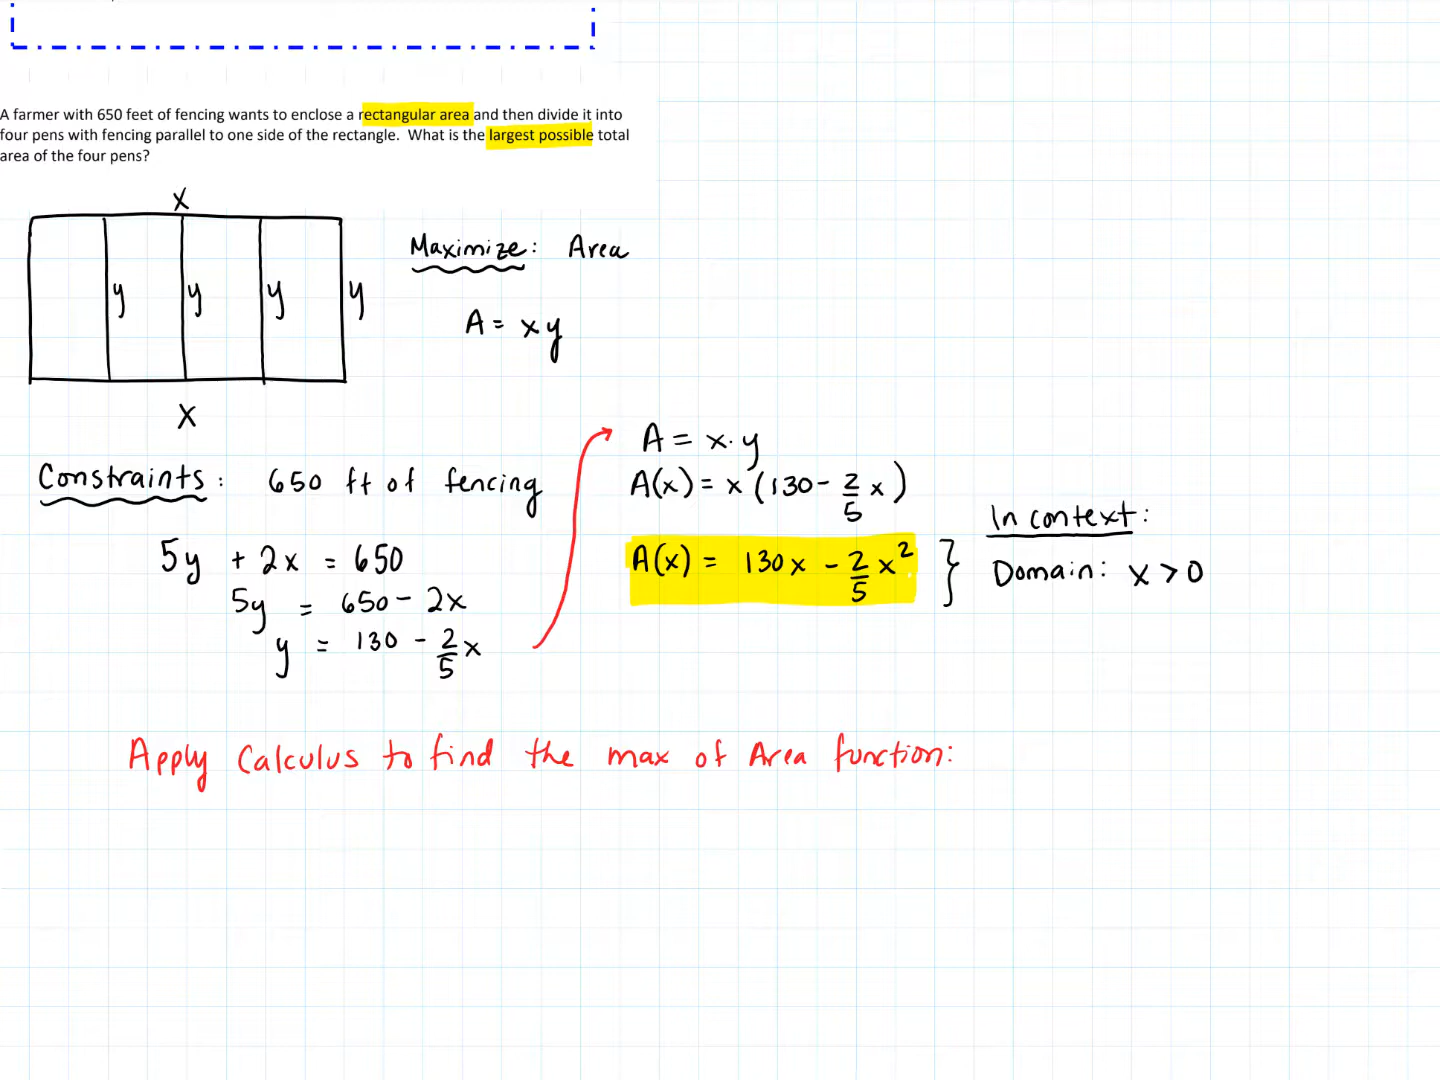 A farmer with 650 feet of fencing wants to enclose a rectangular area and then divide it into
four pens with fencing parallel to one side of the rectangle.  What is the largest possible total
area of the four pens?
x
y y y y
x
Maximize: Area
A = xy
Constraints: 650 ft of fencing
5y + 2x = 650
5y = 650 - 2x
y = 130 - 2/5 x
A = x·y
A(x) = x(130 - 2/5 x)
A(x) = 130x - 2/5 x²
In context:
Domain: x > 0
Apply Calculus to find the max of Area function: